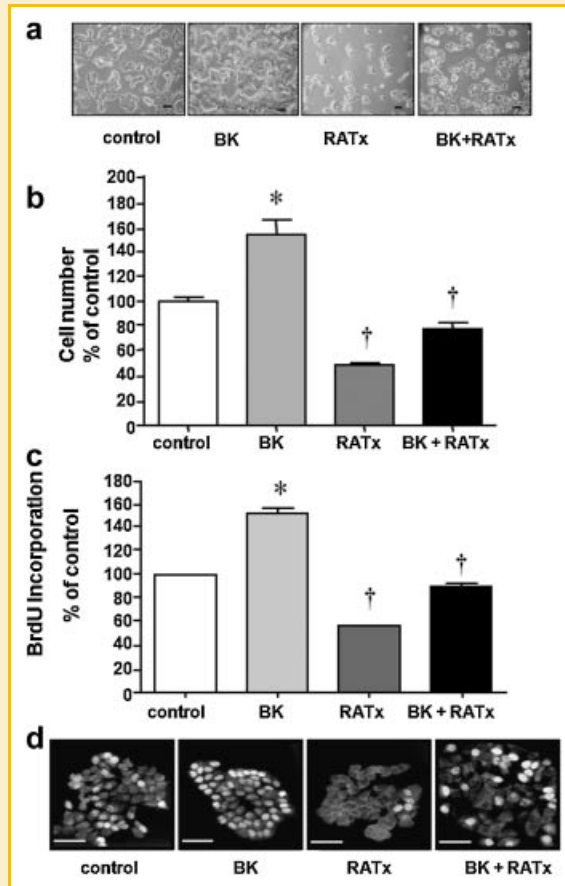 a
control BK RATx BK+RATx
b
Cell number
% of control
200
180
160
140
120
100
80
60
40
20
0
*
†
†
control BK RATx BK + RATx
c
BrdU Incorporation
% of control
180
160
140
120
100
80
60
40
20
0
*
†
†
control BK RATx BK + RATx
d
control BK RATx BK + RATx